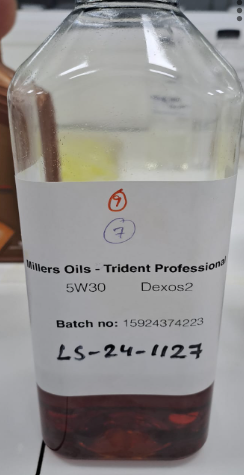 9
7
Millers Oils - Trident Professional
5W30 Dexos2
Batch no: 15924374223
LS-24-1127